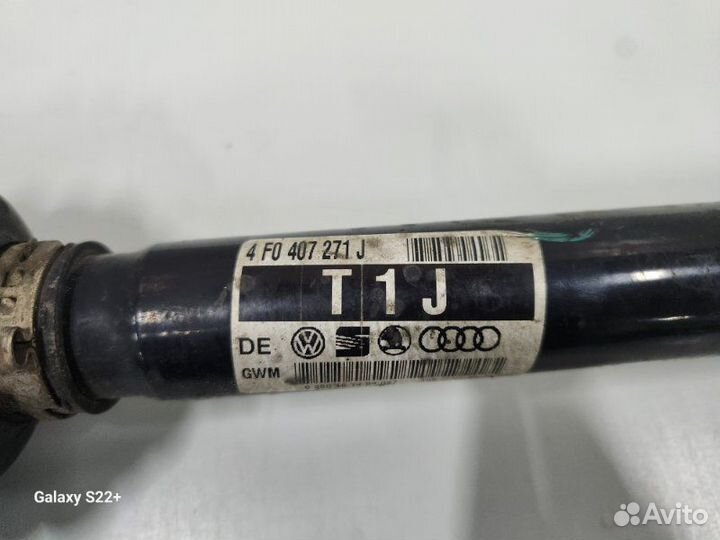 4 F0 407 271 J
T 1 J
DE
GWM
Galaxy S22+
Avito